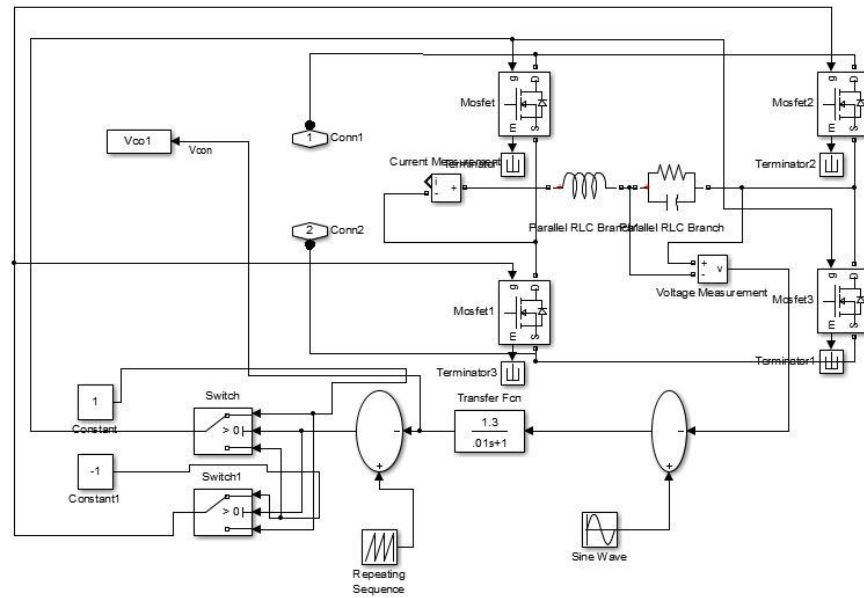 g
D
Mosfet
m
S
g
D
Mosfet2
m
S
Vco1
Vcon
1
Conn1
Current Measurement
Terminator
Terminator2
i
+
-
Parallel RLC Branch1
Parallel RLC Branch
2
Conn2
+
-
v
Voltage Measurement
g
D
Mosfet1
m
S
g
D
Mosfet3
m
S
Terminator3
Terminator1
1
Constant
Switch
> 0
Transfer Fcn
1.3
.01s+1
-
+
-
+
-1
Constant1
Switch1
> 0
Repeating
Sequence
Sine Wave